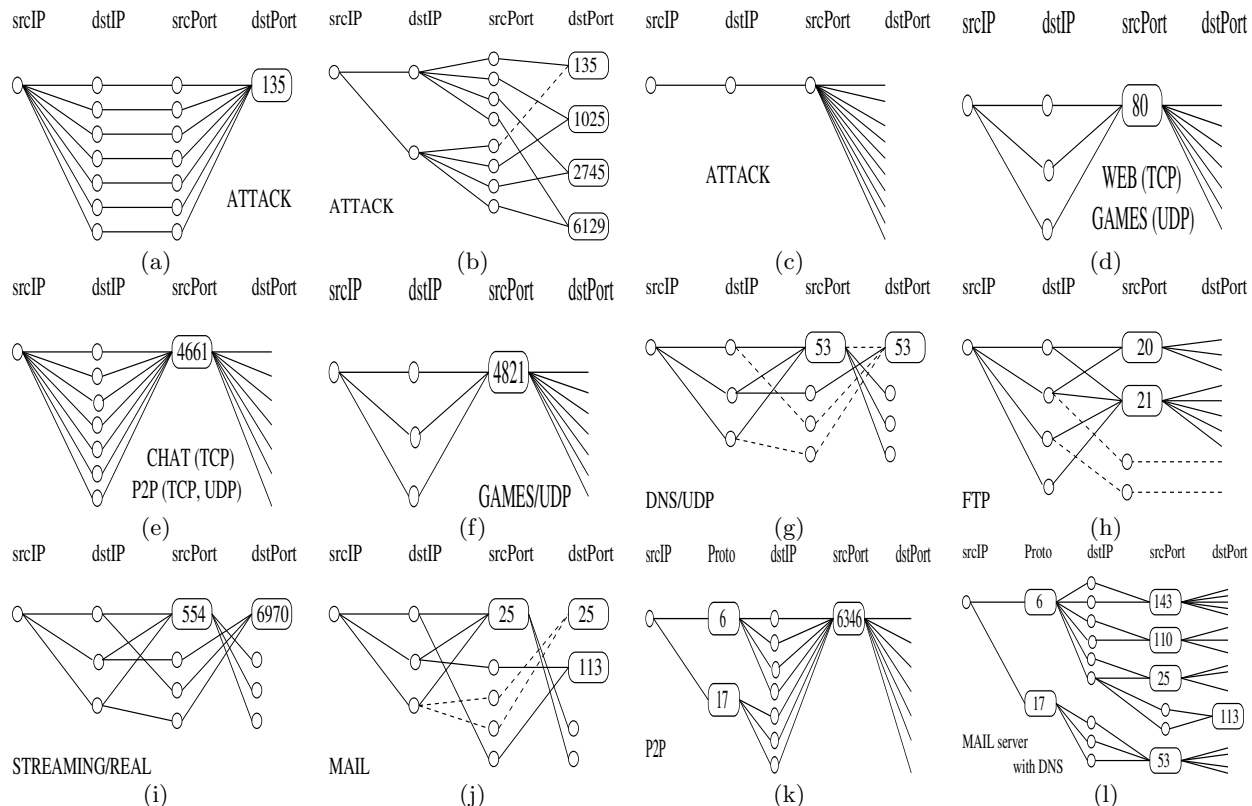 srcIP dstIP srcPort dstPort
135
ATTACK
(a)
srcIP dstIP srcPort dstPort
135
1025
2745
6129
ATTACK
(b)
srcIP dstIP srcPort dstPort
ATTACK
(c)
srcIP dstIP srcPort dstPort
80
WEB (TCP)
GAMES (UDP)
(d)
srcIP dstIP srcPort dstPort
4661
CHAT (TCP)
P2P (TCP, UDP)
(e)
srcIP dstIP srcPort dstPort
4821
GAMES/UDP
(f)
srcIP dstIP srcPort dstPort
53 53
DNS/UDP
(g)
srcIP dstIP srcPort dstPort
20
21
FTP
(h)
srcIP dstIP srcPort dstPort
554 6970
STREAMING/REAL
(i)
srcIP dstIP srcPort dstPort
25 25
113
MAIL
(j)
srcIP Proto dstIP srcPort dstPort
6 6346
17
P2P
(k)
srcIP Proto dstIP srcPort dstPort
6 143
110
25
17 113
MAIL server
with DNS 53
(l)